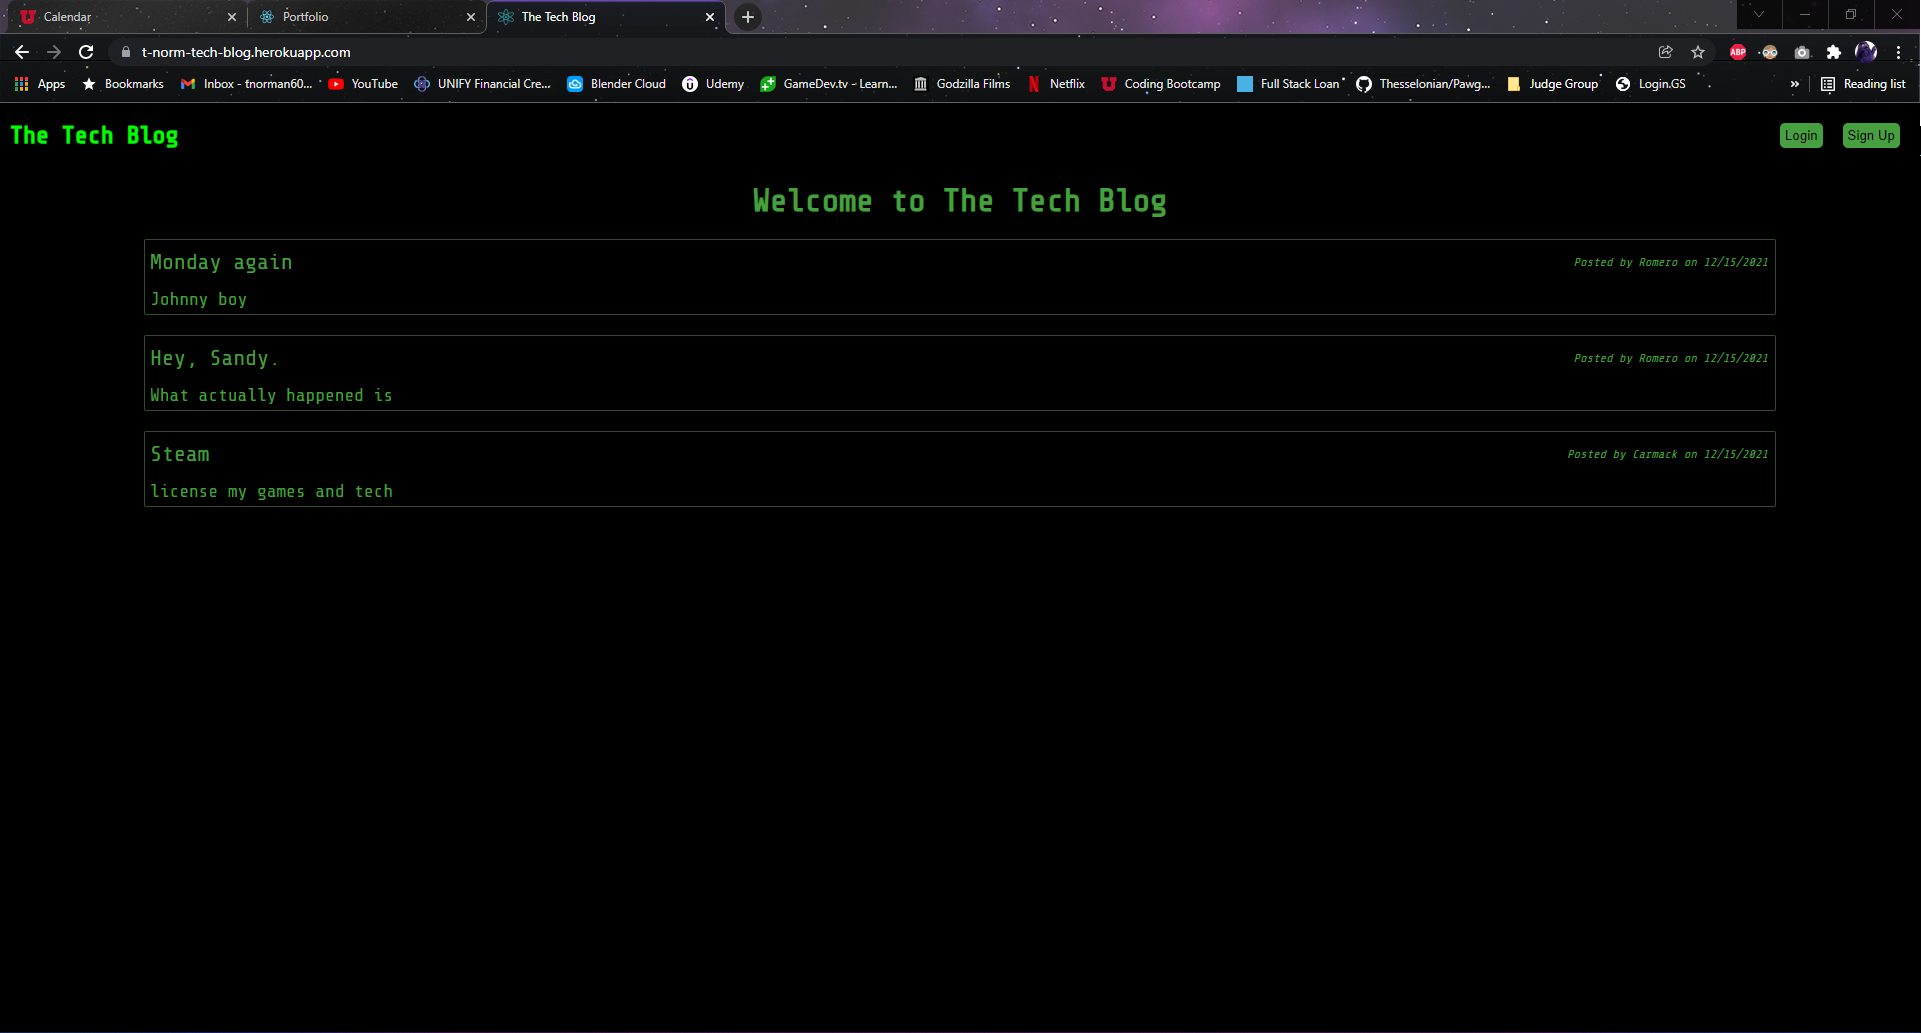 Calendar
Portfolio
The Tech Blog
t-norm-tech-blog.herokuapp.com
ABP
Apps
Bookmarks
Inbox - tnorman60...
YouTube
UNIFY Financial Cre...
Blender Cloud
Udemy
GameDev.tv - Learn...
Godzilla Films
Netflix
Coding Bootcamp
Full Stack Loan
Thesselonian/Pawg...
Judge Group
Login.GS
»
Reading list
The Tech Blog
Login
Sign Up
Welcome to The Tech Blog
Monday again
Posted by Romero on 12/15/2021
Johnny boy
Hey, Sandy.
Posted by Romero on 12/15/2021
What actually happened is
Steam
Posted by Carmack on 12/15/2021
license my games and tech